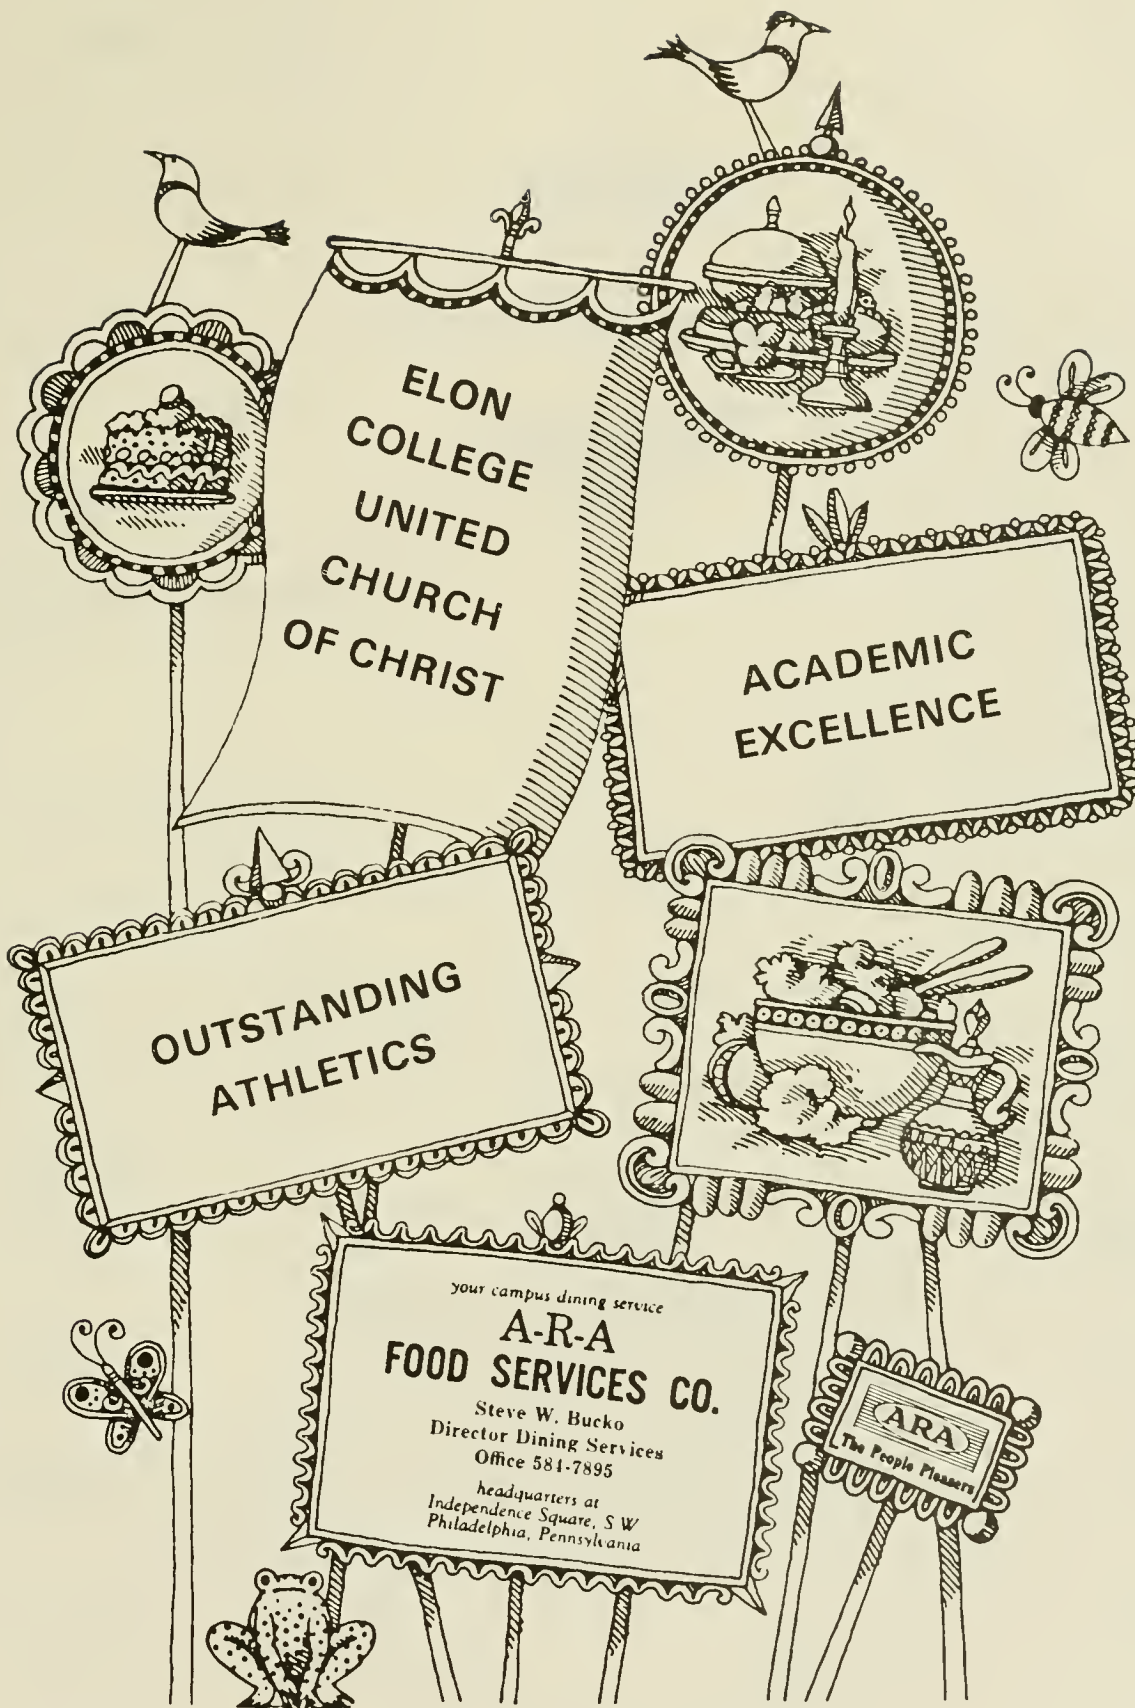 ELON
COLLEGE
UNITED
CHURCH
OF CHRIST
ACADEMIC
EXCELLENCE
OUTSTANDING
ATHLETICS
your campus dining service
A-R-A
FOOD SERVICES CO.
Steve W. Bucko
Director Dining Services
Office 584-7895
headquarters at
Independence Square, S W
Philadelphia, Pennsylvania
ARA
The People Pleasers